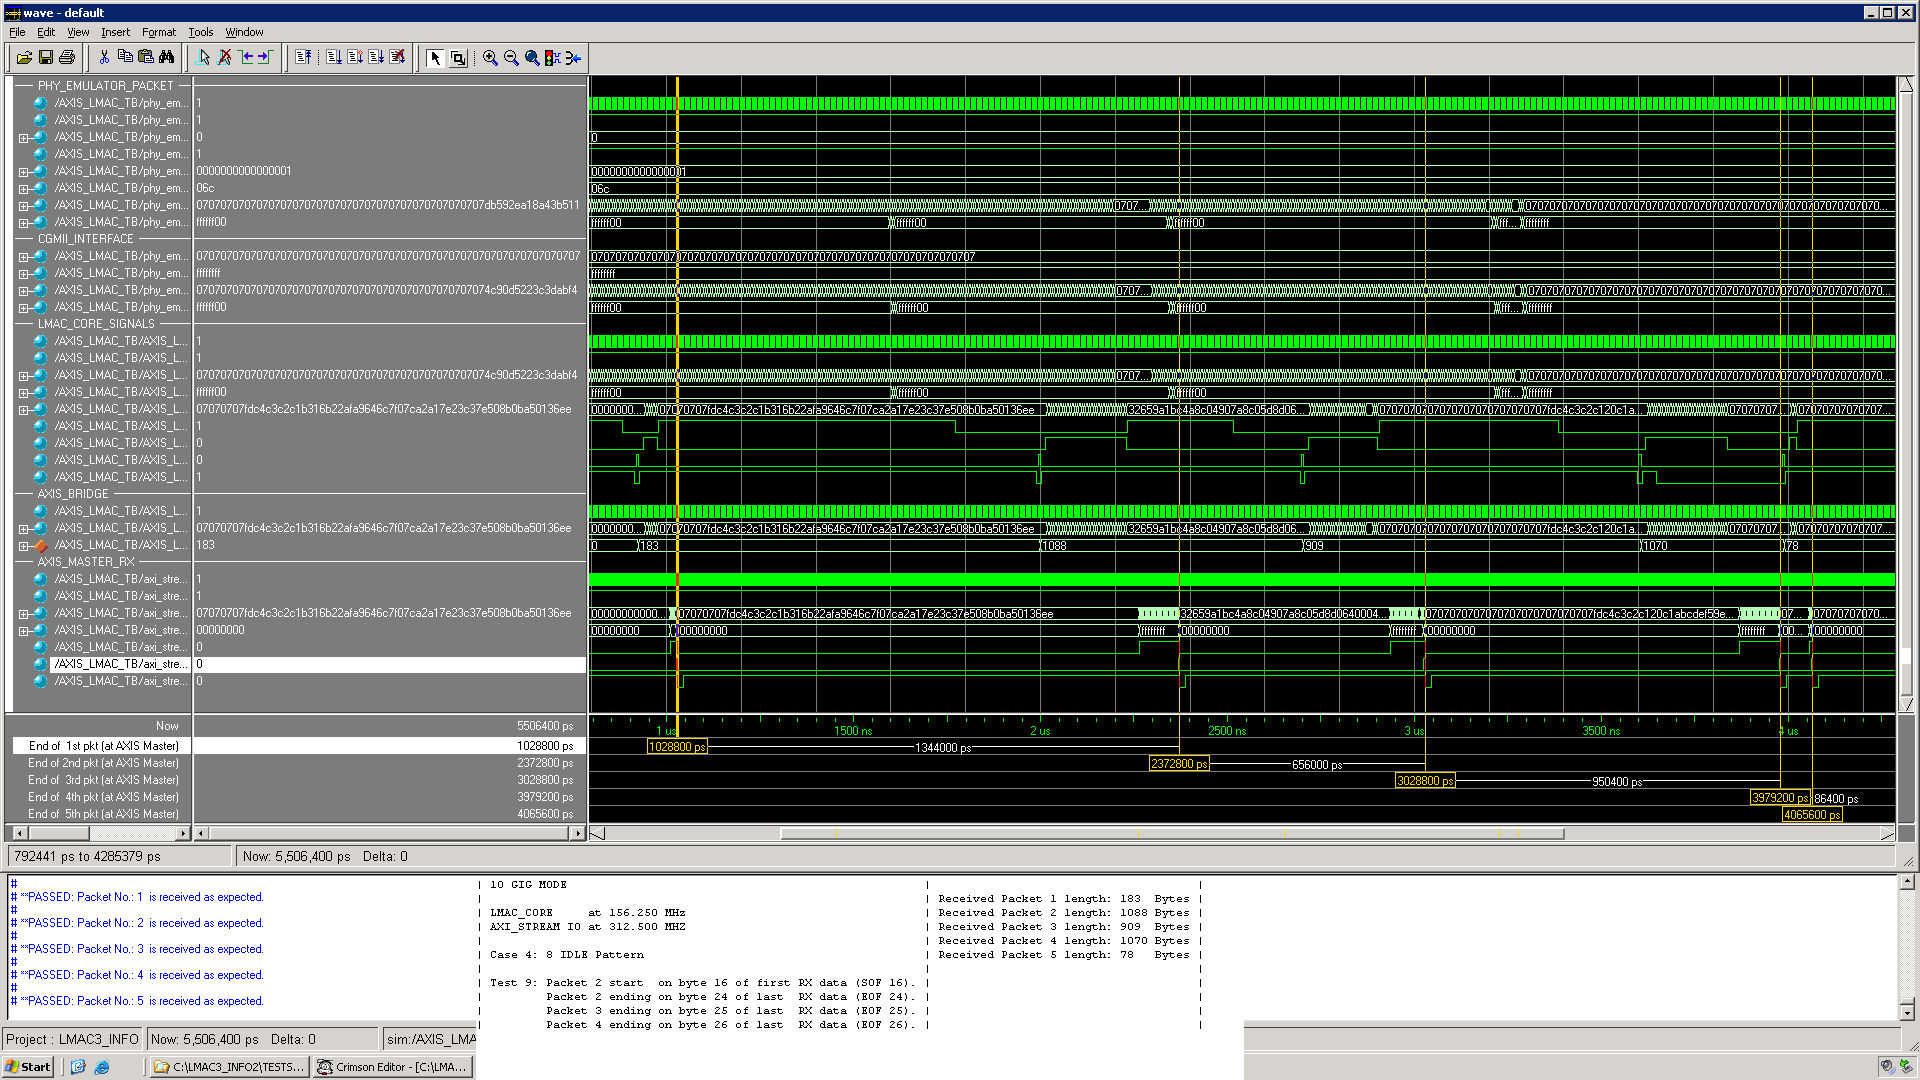 wave - default
File Edit View Insert Format Tools Window
PHY_EMULATOR_PACKET
/AXIS_LMAC_TB/phy_em... 1
/AXIS_LMAC_TB/phy_em... 1
/AXIS_LMAC_TB/phy_em... 0 0
/AXIS_LMAC_TB/phy_em... 1
/AXIS_LMAC_TB/phy_em... 0000000000000001 0000000000000001
/AXIS_LMAC_TB/phy_em... 06c 06c
/AXIS_LMAC_TB/phy_em... 0707...
/AXIS_LMAC_TB/phy_em... ffffff00 ffffff00 ffffff00 ffffff00 fff... ffffffff
CGMII_INTERFACE
/AXIS_LMAC_TB/phy_em...
/AXIS_LMAC_TB/phy_em... ffffffff ffffffff
/AXIS_LMAC_TB/phy_em... 0707...
/AXIS_LMAC_TB/phy_em... ffffff00 ffffff00 ffffff00 ffffff00 fff... ffffffff
LMAC_CORE_SIGNALS
/AXIS_LMAC_TB/AXIS_L... 1
/AXIS_LMAC_TB/AXIS_L... 1
/AXIS_LMAC_TB/AXIS_L... 0707...
/AXIS_LMAC_TB/AXIS_L... ffffff00 ffffff00 ffffff00 ffffff00 fff... ffffffff
/AXIS_LMAC_TB/AXIS_L... 07070707fdc4c3c2c1b316b22afa9646c7f07ca2a17e23c37e508b0ba50136ee 0000000... 07070707fdc4c3c2c1b316b22afa9646c7f07ca2a17e23c37e508b0ba50136ee 32659a1bc4a8c04907a8c05d8d06... 07070707...
/AXIS_LMAC_TB/AXIS_L... 1
/AXIS_LMAC_TB/AXIS_L... 0
/AXIS_LMAC_TB/AXIS_L... 0
/AXIS_LMAC_TB/AXIS_L... 1
AXIS_BRIDGE
/AXIS_LMAC_TB/AXIS_L... 1
/AXIS_LMAC_TB/AXIS_L... 07070707fdc4c3c2c1b316b22afa9646c7f07ca2a17e23c37e508b0ba50136ee 0000000... 07070707fdc4c3c2c1b316b22afa9646c7f07ca2a17e23c37e508b0ba50136ee 32659a1bc4a8c04907a8c05d8d06... 07070707...
/AXIS_LMAC_TB/AXIS_L... 183 0 183 1088 909 1070 78
AXIS_MASTER_RX
/AXIS_LMAC_TB/axi_stre... 1
/AXIS_LMAC_TB/axi_stre... 1
/AXIS_LMAC_TB/axi_stre... 07070707fdc4c3c2c1b316b22afa9646c7f07ca2a17e23c37e508b0ba50136ee 00000000000... 07070707fdc4c3c2c1b316b22afa9646c7f07ca2a17e23c37e508b0ba50136ee 32659a1bc4a8c04907a8c05d8d0640004... 07... 07070707070...
/AXIS_LMAC_TB/axi_stre... 00000000 00000000 00000000 ffffffff 00000000 ffffffff 00000000 ffffffff 00... 00000000
/AXIS_LMAC_TB/axi_stre... 0
/AXIS_LMAC_TB/axi_stre... 0
/AXIS_LMAC_TB/axi_stre... 0
Now 5506400 ps 1 us 1500 ns 2 us 2500 ns 3 us 3500 ns 4 us
End of 1st pkt (at AXIS Master) 1028800 ps 1028800 ps 1344000 ps
End of 2nd pkt (at AXIS Master) 2372800 ps 2372800 ps 656000 ps
End of 3rd pkt (at AXIS Master) 3028800 ps 3028800 ps 950400 ps
End of 4th pkt (at AXIS Master) 3979200 ps 3979200 ps 86400 ps
End of 5th pkt (at AXIS Master) 4065600 ps 4065600 ps
792441 ps to 4285379 ps Now: 5,506,400 ps Delta: 0
#
# **PASSED: Packet No.: 1 is received as expected.
#
# **PASSED: Packet No.: 2 is received as expected.
#
# **PASSED: Packet No.: 3 is received as expected.
#
# **PASSED: Packet No.: 4 is received as expected.
#
# **PASSED: Packet No.: 5 is received as expected.
| 10 GIG MODE
| LMAC_CORE at 156.250 MHz
| AXI_STREAM IO at 312.500 MHZ
| Case 4: 8 IDLE Pattern
| Test 9: Packet 2 start on byte 16 of first RX data (SOF 16). |
| Packet 2 ending on byte 24 of last RX data (EOF 24). |
| Packet 3 ending on byte 25 of last RX data (EOF 25). |
| Packet 4 ending on byte 26 of last RX data (EOF 26). |
| Received Packet 1 length: 183 Bytes |
| Received Packet 2 length: 1088 Bytes |
| Received Packet 3 length: 909 Bytes |
| Received Packet 4 length: 1070 Bytes |
| Received Packet 5 length: 78 Bytes |
Project : LMAC3_INFO Now: 5,506,400 ps Delta: 0 sim:/AXIS_LMA
Start C:\LMAC3_INFO2\TESTS... Crimson Editor - [C:\LMA...